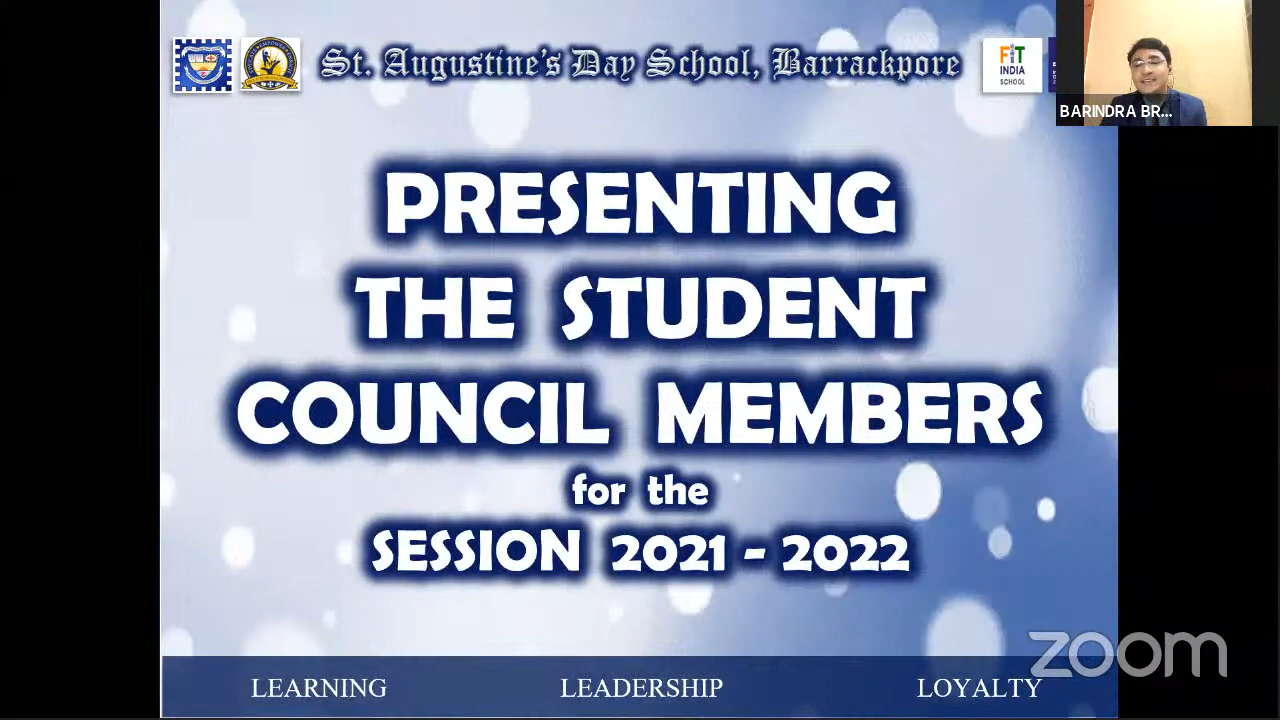 St. Augustine's Day School, Barrackpore
FIT
INDIA
SCHOOL
BARINDRA BR...
PRESENTING
THE STUDENT
COUNCIL MEMBERS
for the
SESSION 2021 - 2022
zoom
LEARNING LEADERSHIP LOYALTY